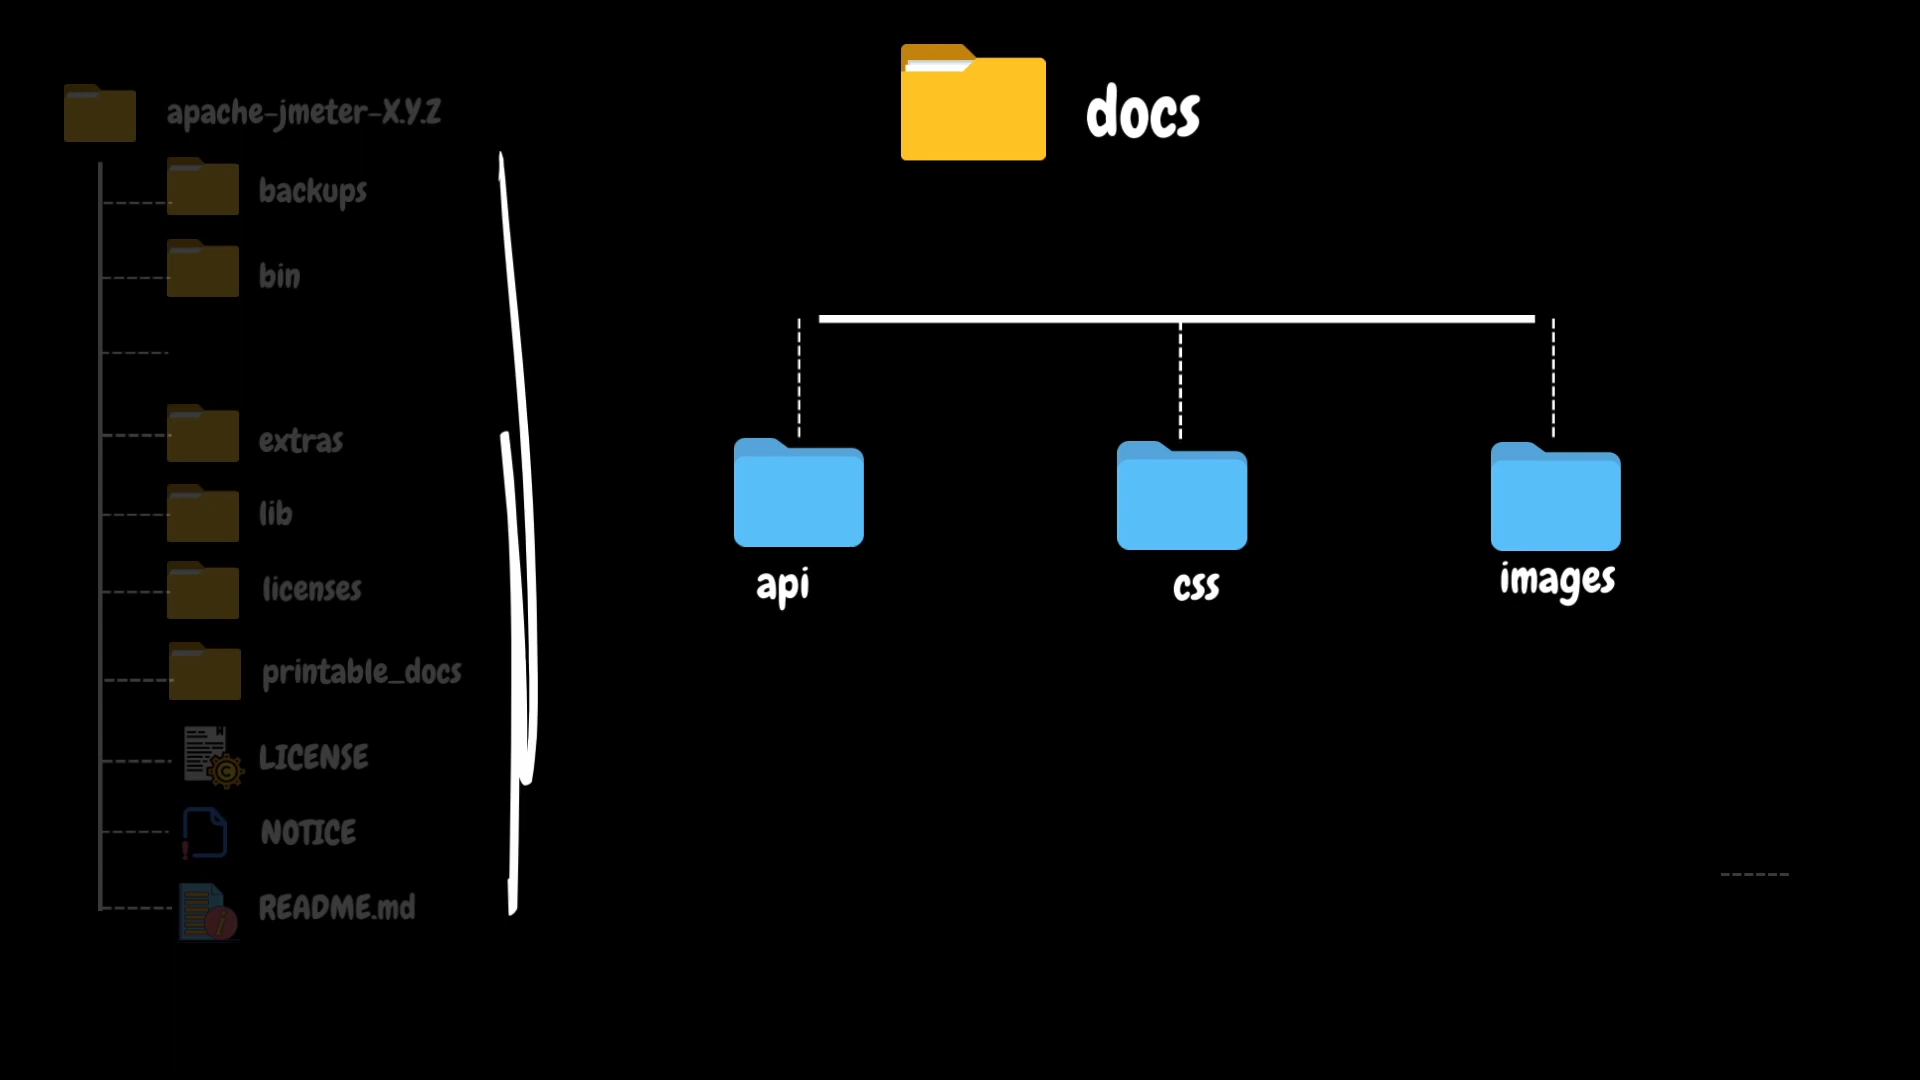 apache-jmeter-X.Y.Z
backups
bin
extras
lib
licenses
printable_docs
LICENSE
NOTICE
README.md
docs
api
css
images